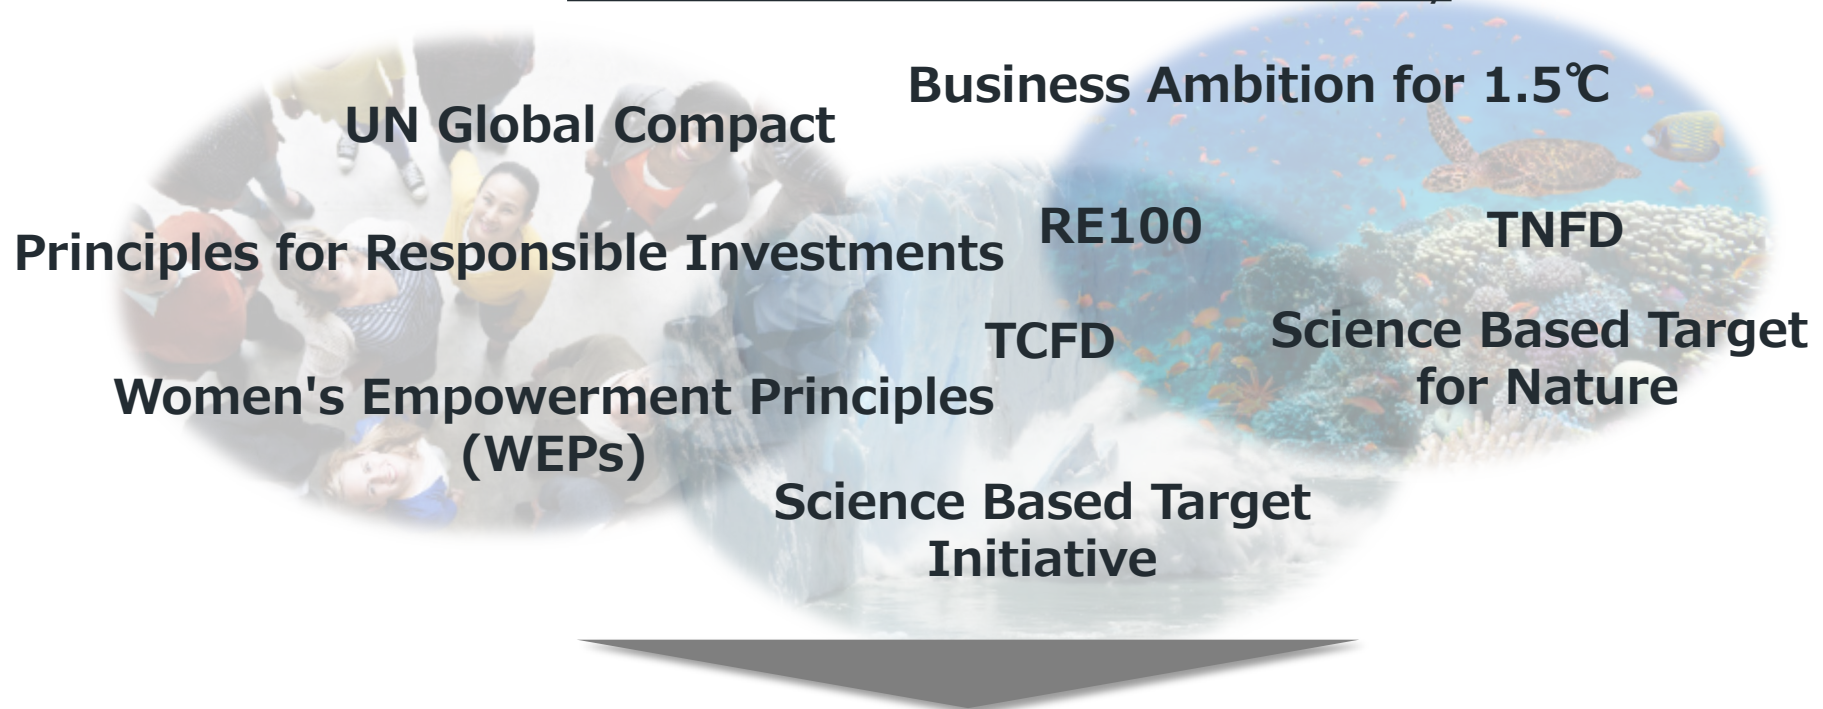 Business Ambition for 1.5℃
UN Global Compact
RE100
TNFD
Principles for Responsible Investments
TCFD
Science Based Target
for Nature
Women's Empowerment Principles
(WEPs)
Science Based Target
Initiative